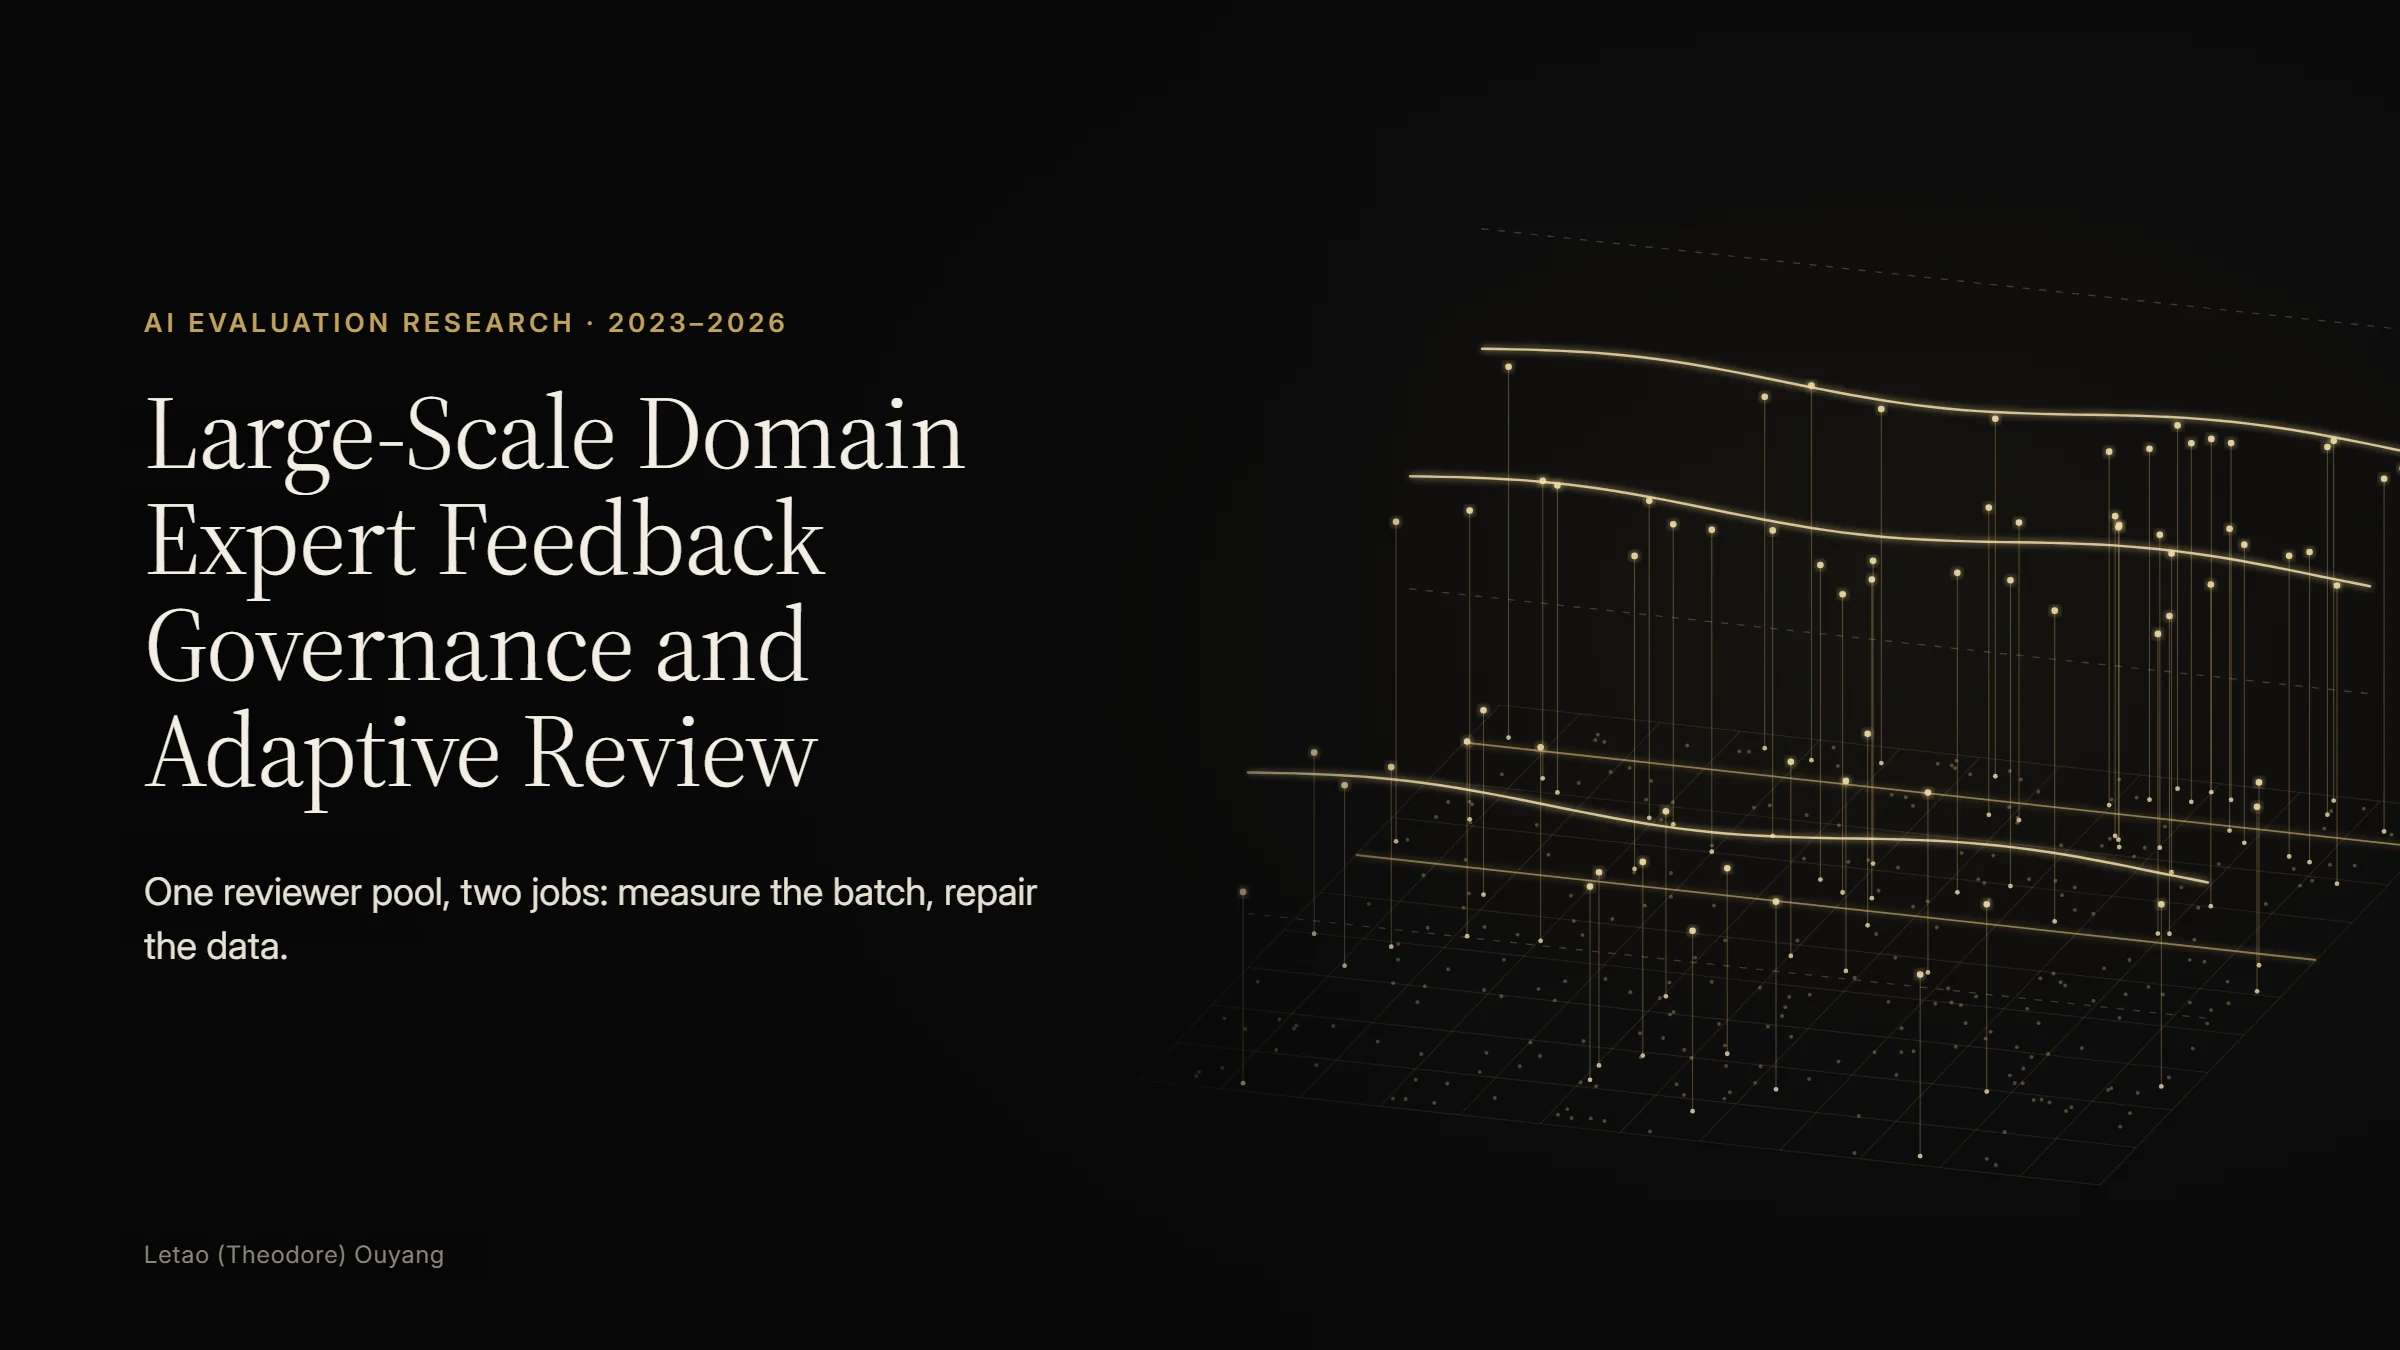 AI EVALUATION RESEARCH · 2023–2026
Large-Scale Domain
Expert Feedback
Governance and
Adaptive Review
One reviewer pool, two jobs: measure the batch, repair
the data.
Letao (Theodore) Ouyang